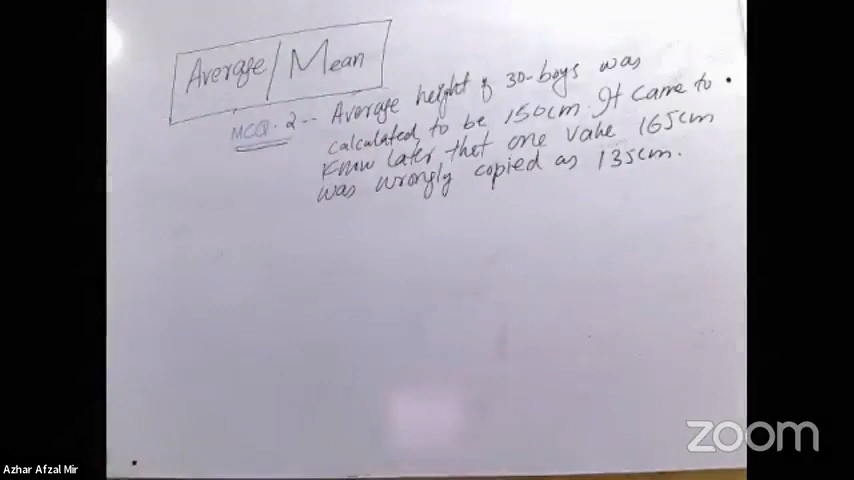 Average/Mean
MCQ. 2-- Average height of 30-boys was
calculated to be 150cm. It came to
know later that one value 165cm
was wrongly copied as 135cm.
zoom
Azhar Afzal Mir